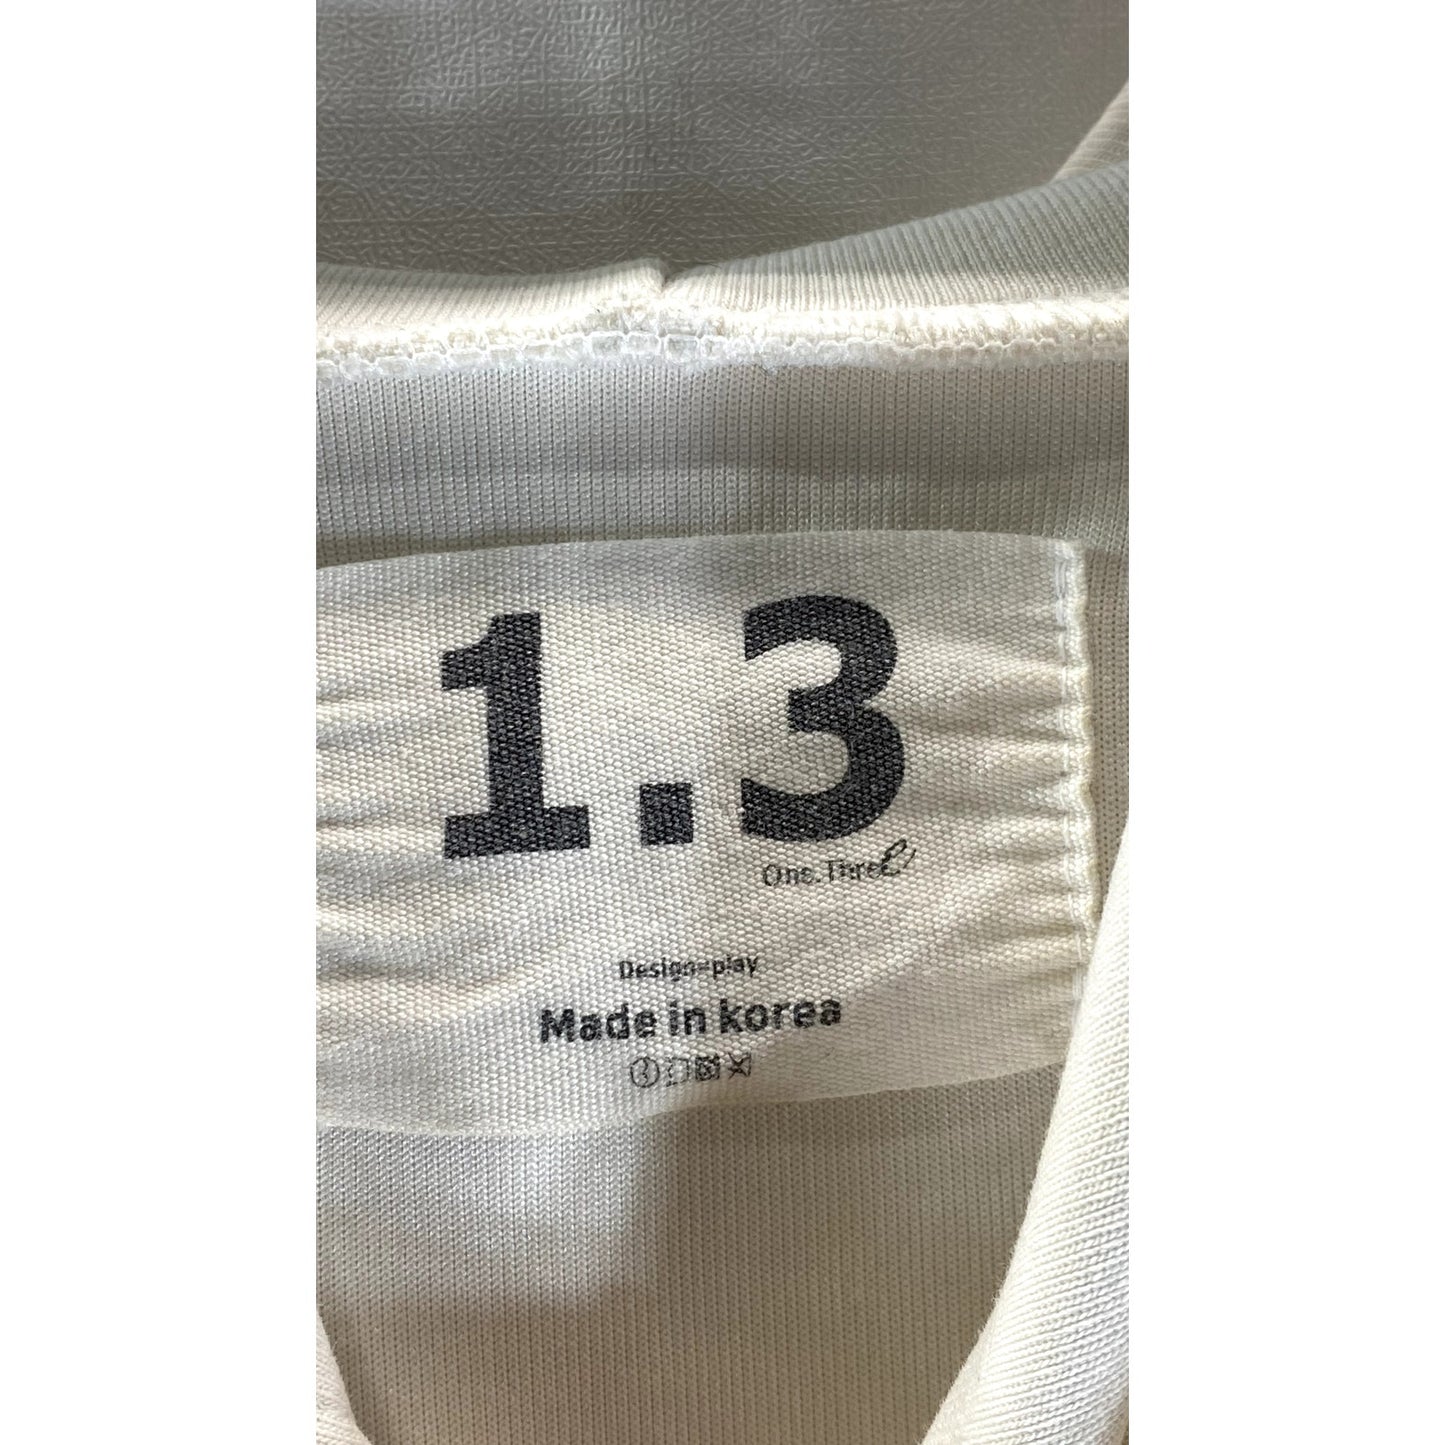 1.3
One.Three
Design=play
Made in korea